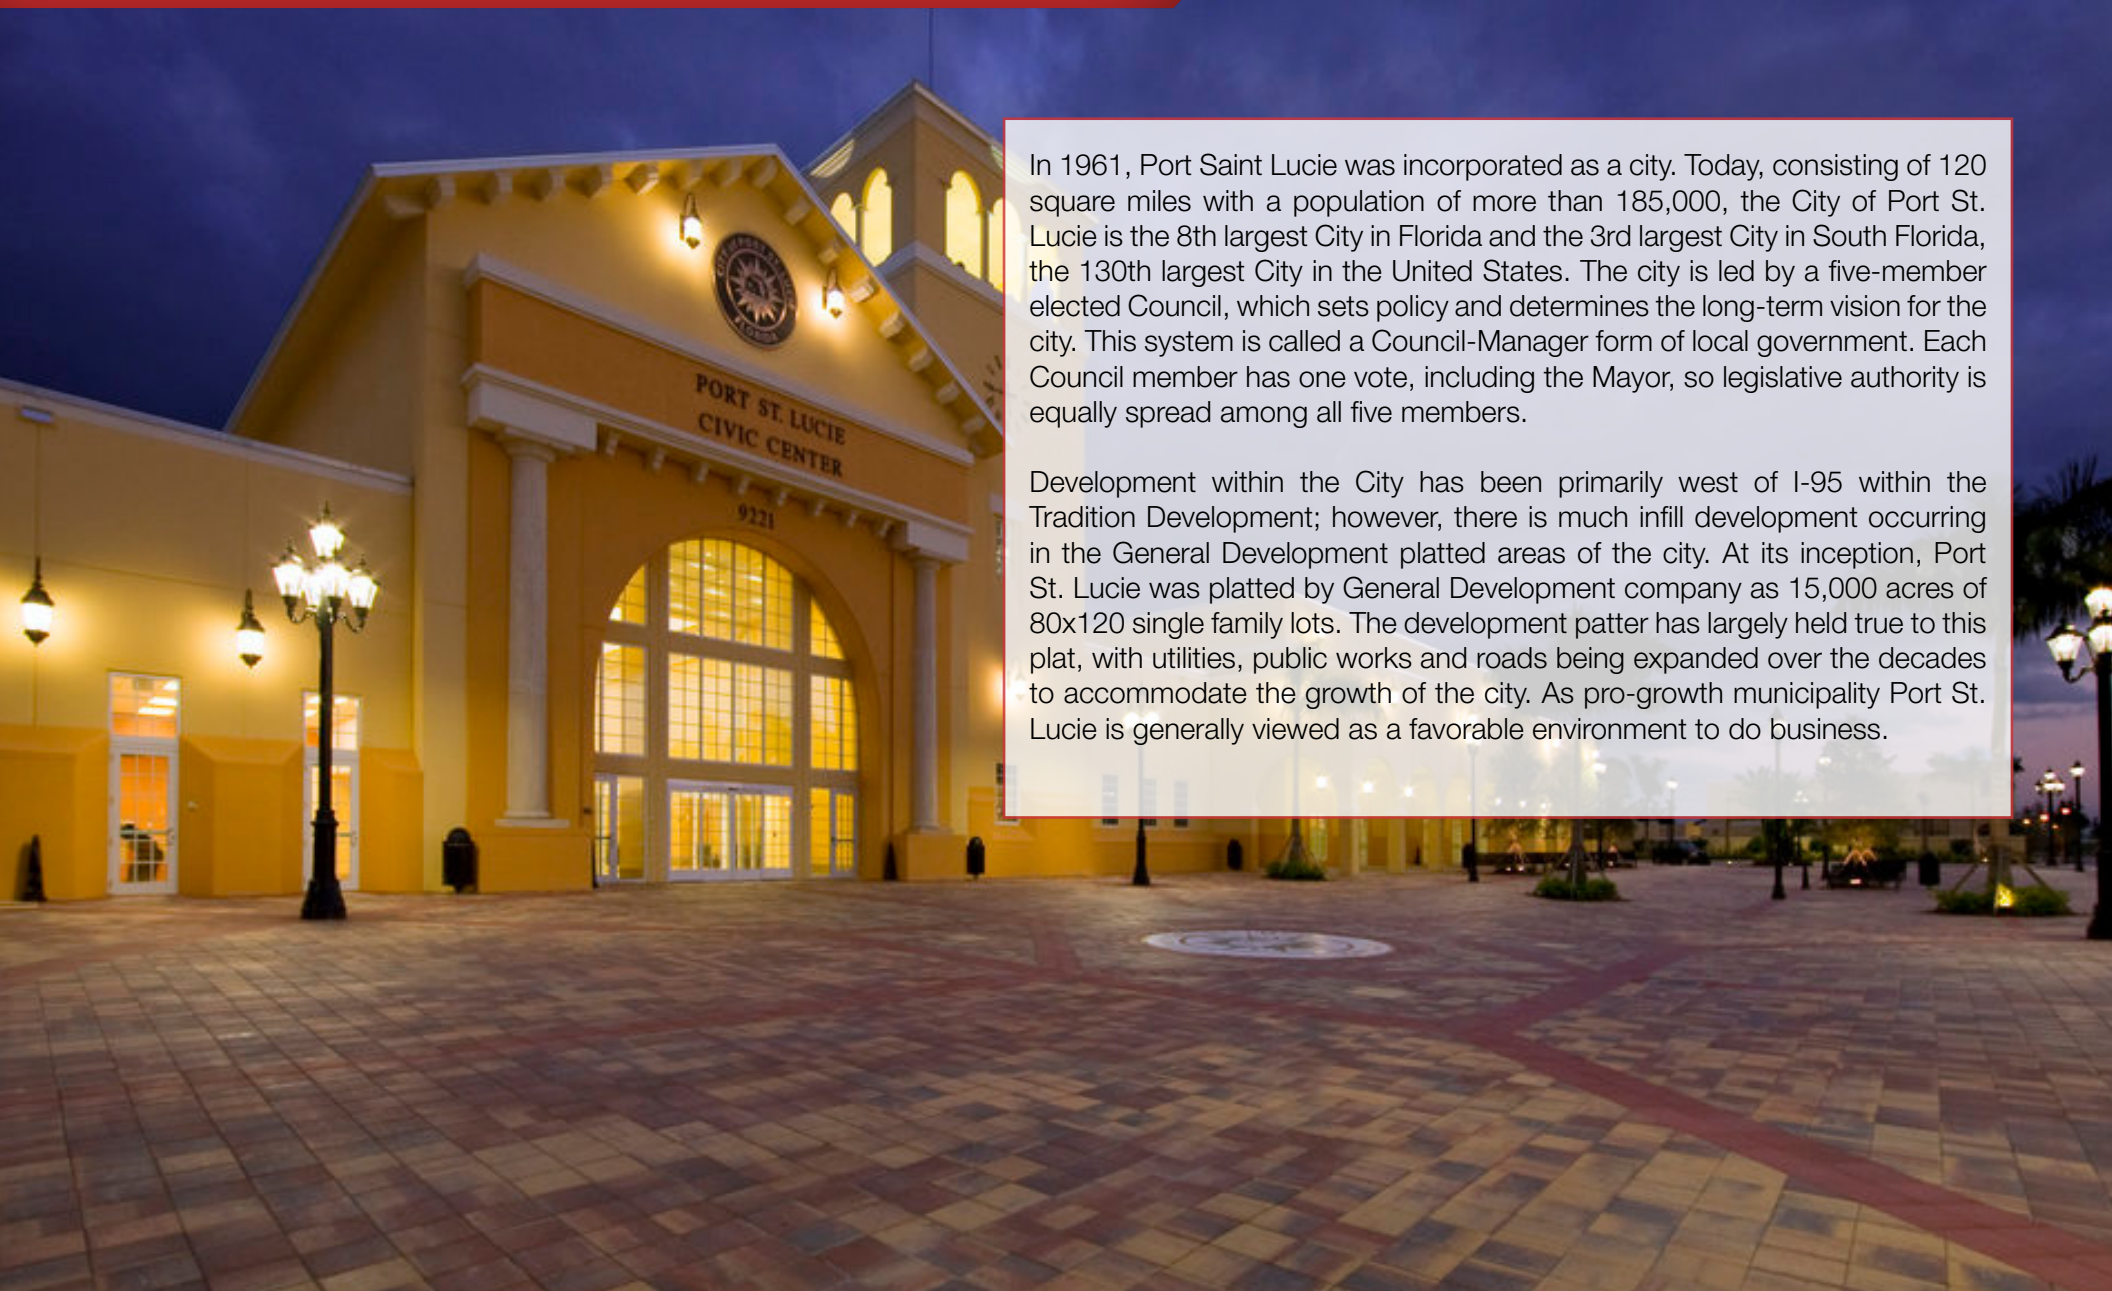 In 1961, Port Saint Lucie was incorporated as a city. Today, consisting of 120
square miles with a population of more than 185,000, the City of Port St.
Lucie is the 8th largest City in Florida and the 3rd largest City in South Florida,
the 130th largest City in the United States. The city is led by a five-member
elected Council, which sets policy and determines the long-term vision for the
city. This system is called a Council-Manager form of local government. Each
Council member has one vote, including the Mayor, so legislative authority is
equally spread among all five members.
Development within the City has been primarily west of I-95 within the
Tradition Development; however, there is much infill development occurring
in the General Development platted areas of the city. At its inception, Port
St. Lucie was platted by General Development company as 15,000 acres of
80x120 single family lots. The development patter has largely held true to this
plat, with utilities, public works and roads being expanded over the decades
to accommodate the growth of the city. As pro-growth municipality Port St.
Lucie is generally viewed as a favorable environment to do business.
CITY OF PORT ST. LUCIE
FLORIDA
PORT ST. LUCIE
CIVIC CENTER
9221